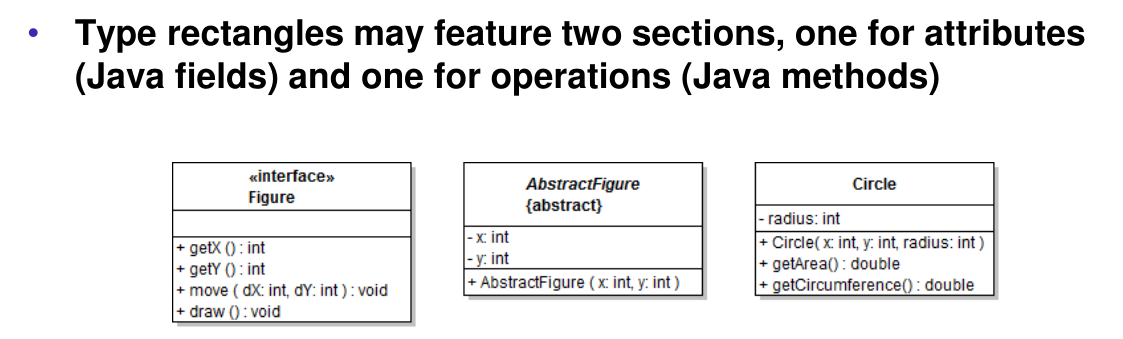 • Type rectangles may feature two sections, one for attributes
(Java fields) and one for operations (Java methods)
«interface»
Figure
+ getX () : int
+ getY () : int
+ move ( dX: int, dY: int ) : void
+ draw () : void
AbstractFigure
{abstract}
- x: int
- y: int
+ AbstractFigure ( x: int, y: int )
Circle
- radius: int
+ Circle( x: int, y: int, radius: int )
+ getArea() : double
+ getCircumference() : double